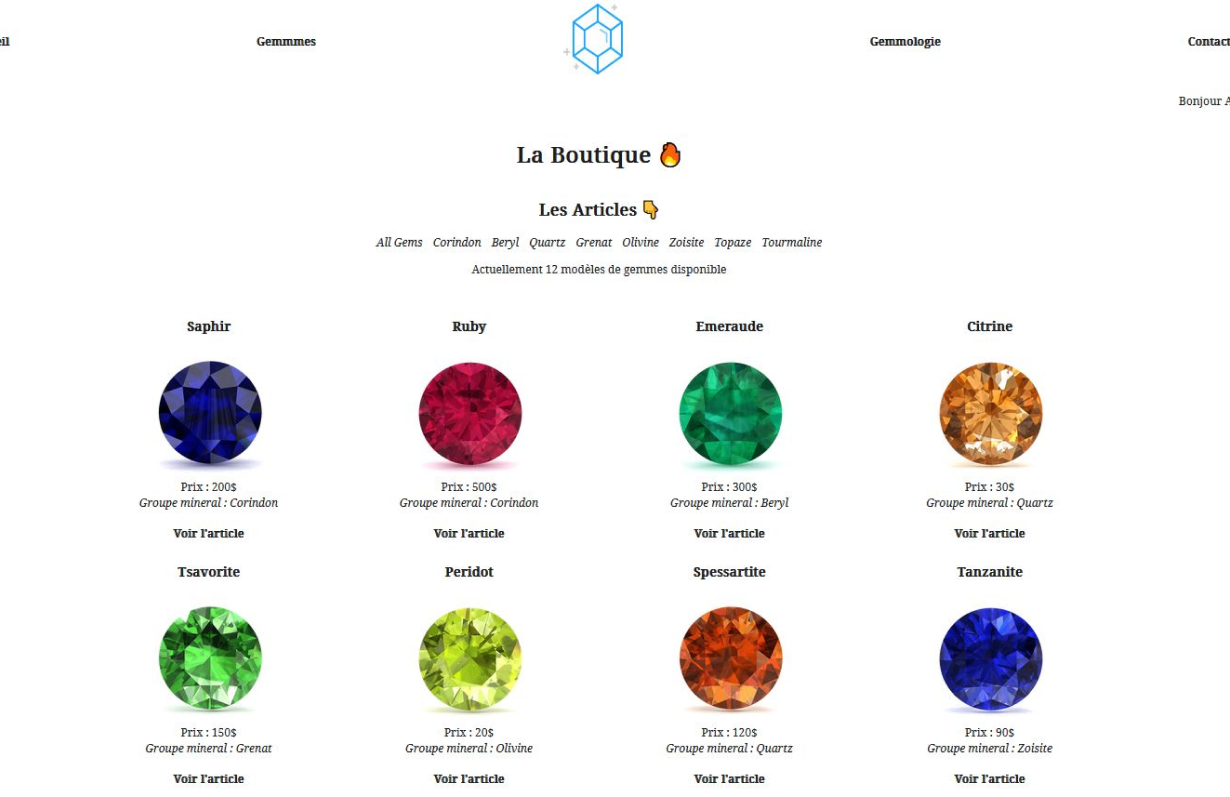 eil Gemmmes Gemmologie Contact
Bonjour A
La Boutique 🔥
Les Articles 👇
All Gems Corindon Beryl Quartz Grenat Olivine Zoisite Topaze Tourmaline
Actuellement 12 modèles de gemmes disponible
Saphir Ruby Emeraude Citrine
Prix : 200$ Prix : 500$ Prix : 300$ Prix : 30$
Groupe mineral : Corindon Groupe mineral : Corindon Groupe mineral : Beryl Groupe mineral : Quartz
Voir l'article Voir l'article Voir l'article Voir l'article
Tsavorite Peridot Spessartite Tanzanite
Prix : 150$ Prix : 20$ Prix : 120$ Prix : 90$
Groupe mineral : Grenat Groupe mineral : Olivine Groupe mineral : Quartz Groupe mineral : Zoisite
Voir l'article Voir l'article Voir l'article Voir l'article